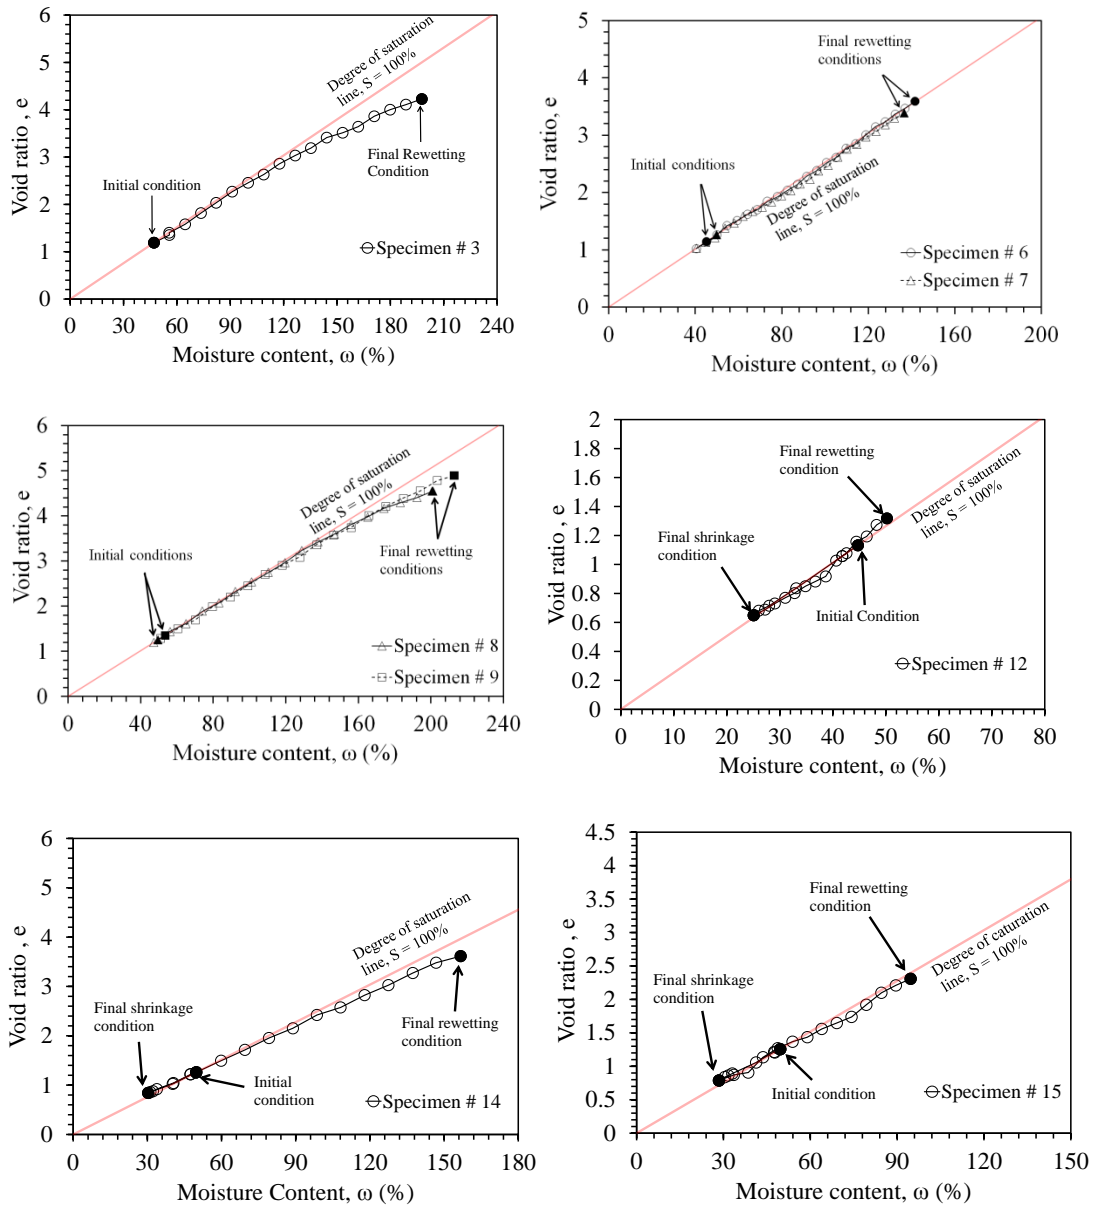 6
5
4
3
2
1
0
0
30
60
90
120
150
180
210
240
Void ratio , e
Moisture content, ω (%)
Degree of saturation
line, S = 100%
Initial condition
Final Rewetting
Condition
Specimen # 3
5
4
3
2
1
0
0
40
80
120
160
200
Void ratio, e
Moisture content, ω (%)
Final rewetting
conditions
Initial conditions
Degree of saturation
line, S = 100%
Specimen # 6
Specimen # 7
6
5
4
3
2
1
0
0
40
80
120
160
200
240
Void ratio, e
Moisture content, ω (%)
Degree of saturation
line, S = 100%
Initial conditions
Final rewetting
conditions
Specimen # 8
Specimen # 9
2
1.8
1.6
1.4
1.2
1
0.8
0.6
0.4
0.2
0
0
10
20
30
40
50
60
70
80
Void ratio , e
Moisture content, ω (%)
Final rewetting
condition
Degree of saturation
line, S = 100%
Final shrinkage
condition
Initial Condition
Specimen # 12
6
5
4
3
2
1
0
0
30
60
90
120
150
180
Void ratio , e
Moisture Content, ω (%)
Degree of saturation
line, S = 100%
Final shrinkage
condition
Final rewetting
condition
Initial
condition
Specimen # 14
4.5
4
3.5
3
2.5
2
1.5
1
0.5
0
0
30
60
90
120
150
Void ratio , e
Moisture content, ω (%)
Final rewetting
condition
Degree of caturation
line, S = 100%
Final shrinkage
condition
Initial condition
Specimen # 15